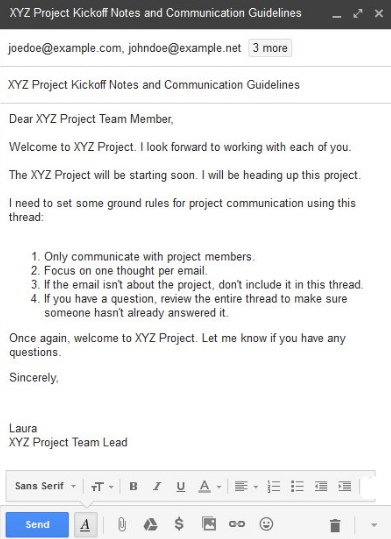 XYZ Project Kickoff Notes and Communication Guidelines
joedoe@example.com, johndoe@example.net 3 more
XYZ Project Kickoff Notes and Communication Guidelines
Dear XYZ Project Team Member,
Welcome to XYZ Project. I look forward to working with each of you.
The XYZ Project will be starting soon. I will be heading up this project.
I need to set some ground rules for project communication using this
thread:
1. Only communicate with project members.
2. Focus on one thought per email.
3. If the email isn't about the project, don't include it in this thread.
4. If you have a question, review the entire thread to make sure
someone hasn't already answered it.
Once again, welcome to XYZ Project. Let me know if you have any
questions.
Sincerely,
Laura
XYZ Project Team Lead
Sans Serif TT B I U A
Send A $